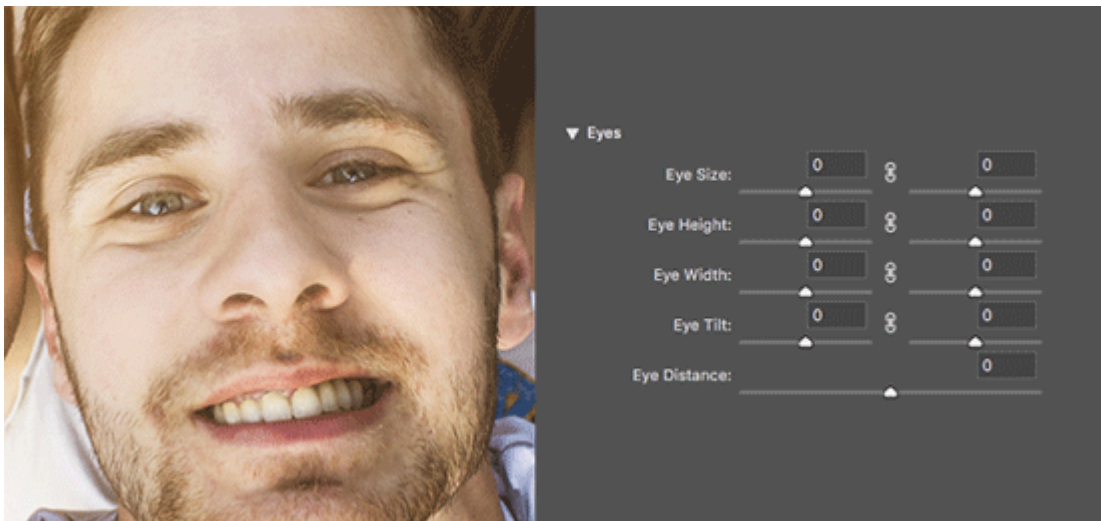 ▼ Eyes
Eye Size: 0 0
Eye Height: 0 0
Eye Width: 0 0
Eye Tilt: 0 0
Eye Distance: 0